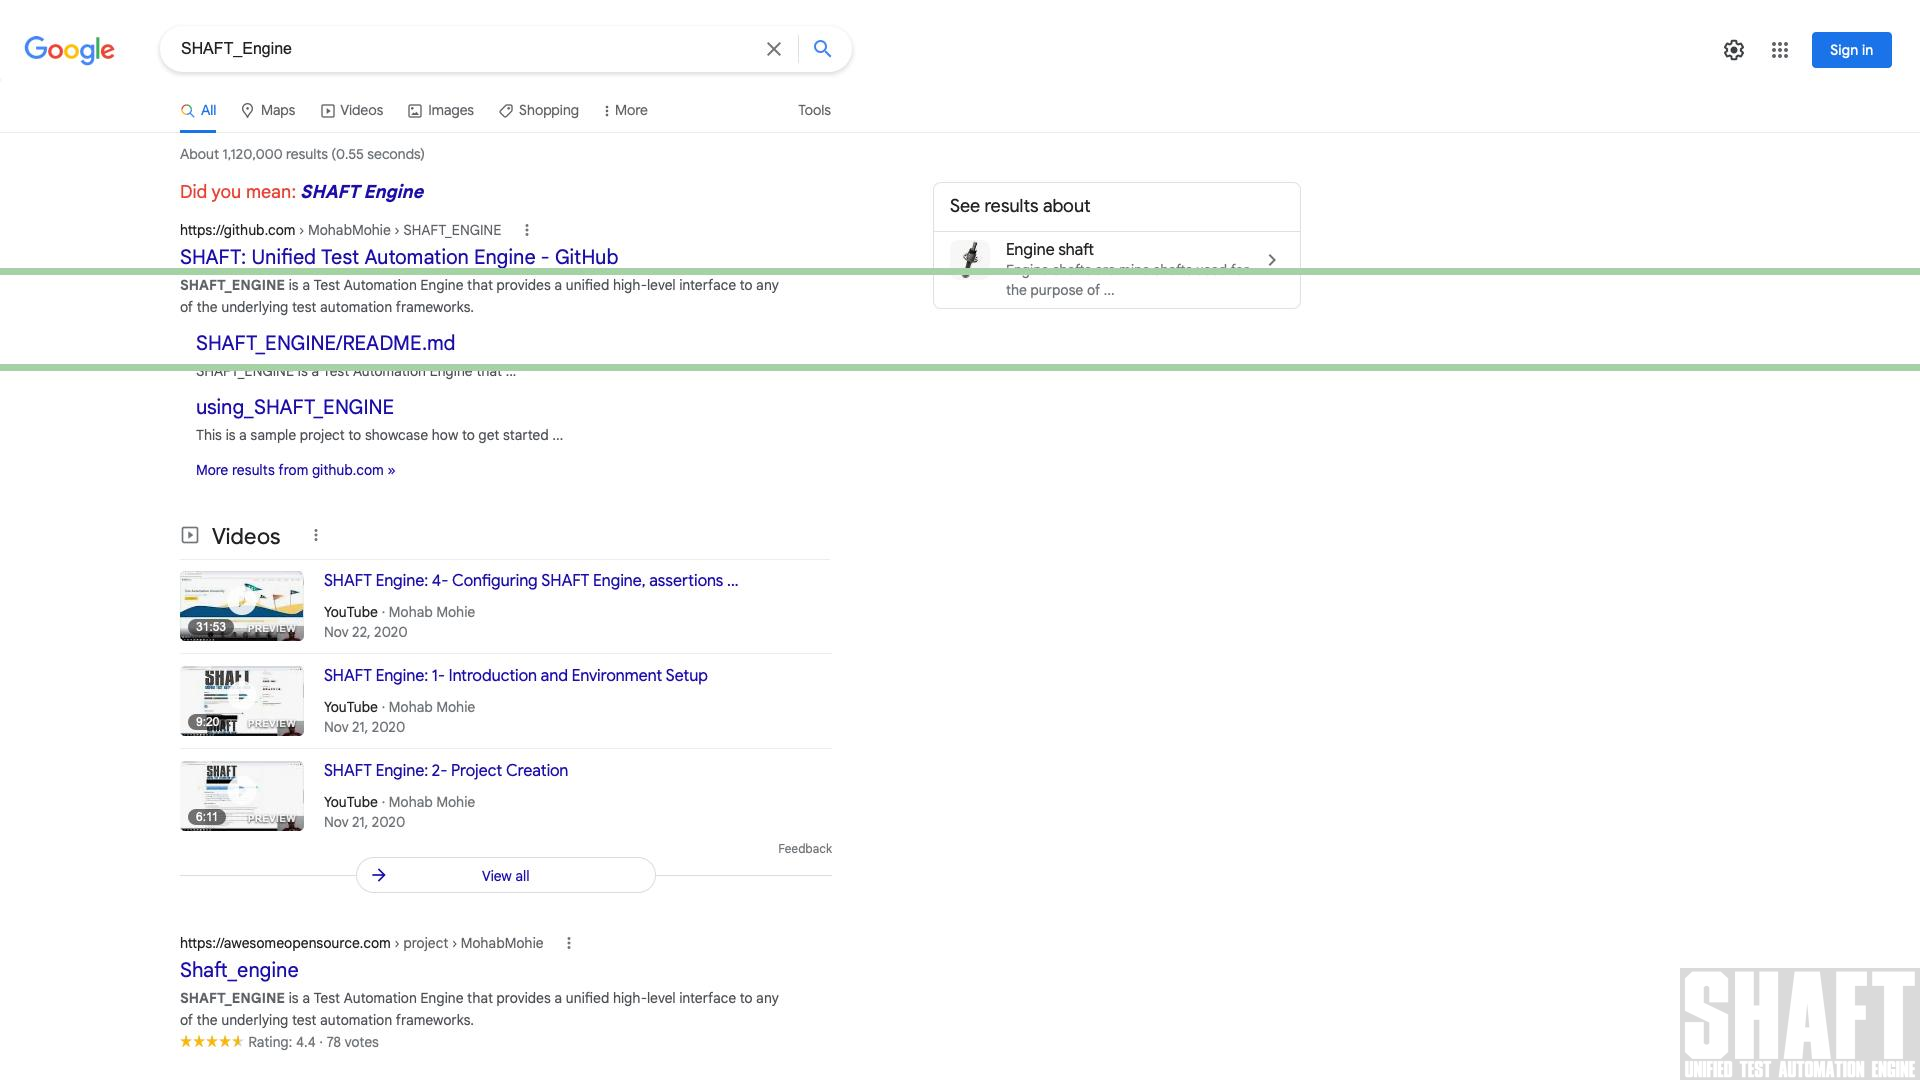 Google
SHAFT_Engine
Sign in
All
Maps
Videos
Images
Shopping
More
Tools
About 1,120,000 results (0.55 seconds)
Did you mean: SHAFT Engine
https://github.com › MohabMohie › SHAFT_ENGINE
SHAFT: Unified Test Automation Engine - GitHub
SHAFT_ENGINE is a Test Automation Engine that provides a unified high-level interface to any
of the underlying test automation frameworks.
SHAFT_ENGINE/README.md
SHAFT_ENGINE is a Test Automation Engine that ...
using_SHAFT_ENGINE
This is a sample project to showcase how to get started ...
More results from github.com »
See results about
Engine shaft
Engine shafts are mine shafts used for
the purpose of ...
Videos
31:53
PREVIEW
SHAFT Engine: 4- Configuring SHAFT Engine, assertions ...
YouTube · Mohab Mohie
Nov 22, 2020
SHAFT
9:20
PREVIEW
SHAFT Engine: 1- Introduction and Environment Setup
YouTube · Mohab Mohie
Nov 21, 2020
SHAFT
6:11
PREVIEW
SHAFT Engine: 2- Project Creation
YouTube · Mohab Mohie
Nov 21, 2020
Feedback
View all
https://awesomeopensource.com › project › MohabMohie
Shaft_engine
SHAFT_ENGINE is a Test Automation Engine that provides a unified high-level interface to any
of the underlying test automation frameworks.
Rating: 4.4 · 78 votes
SHAFT
UNIFIED TEST AUTOMATION ENGINE